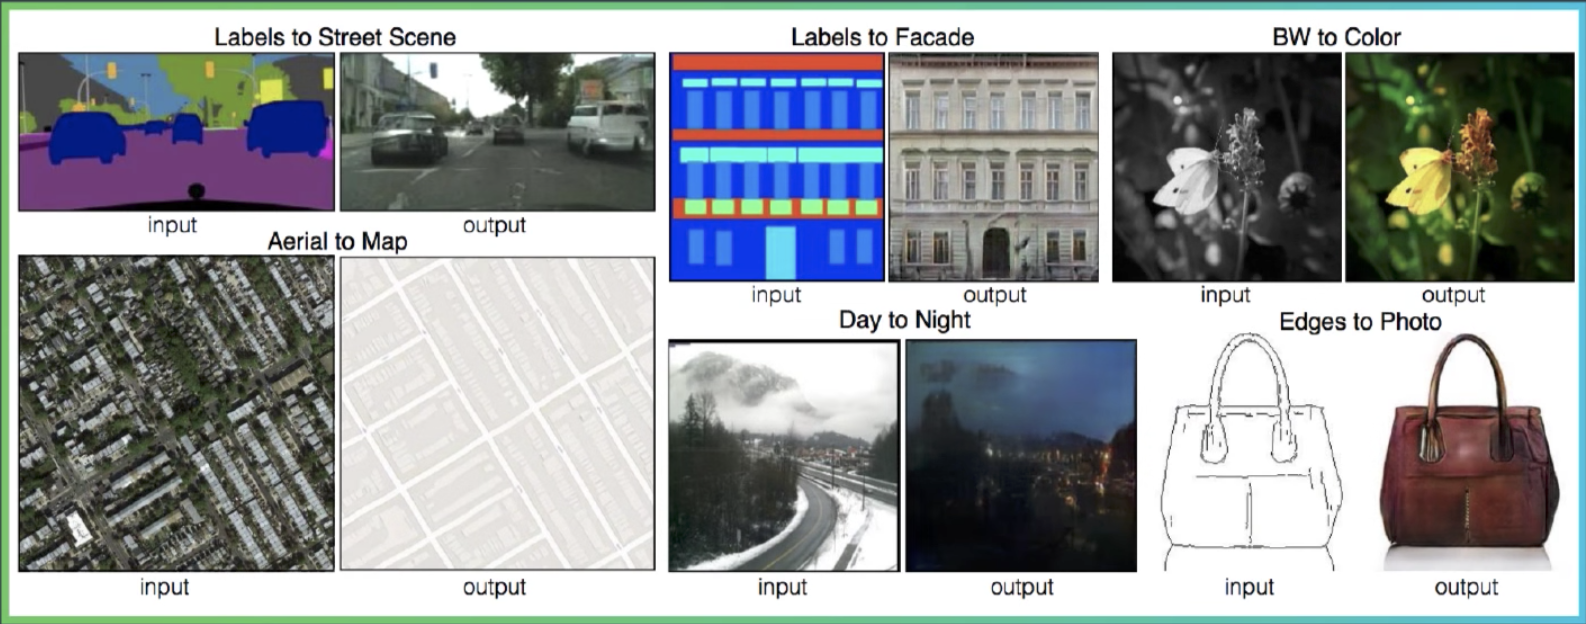 Labels to Street Scene
input
output
Aerial to Map
input
output
Labels to Facade
input
output
BW to Color
input
output
Day to Night
input
output
Edges to Photo
input
output